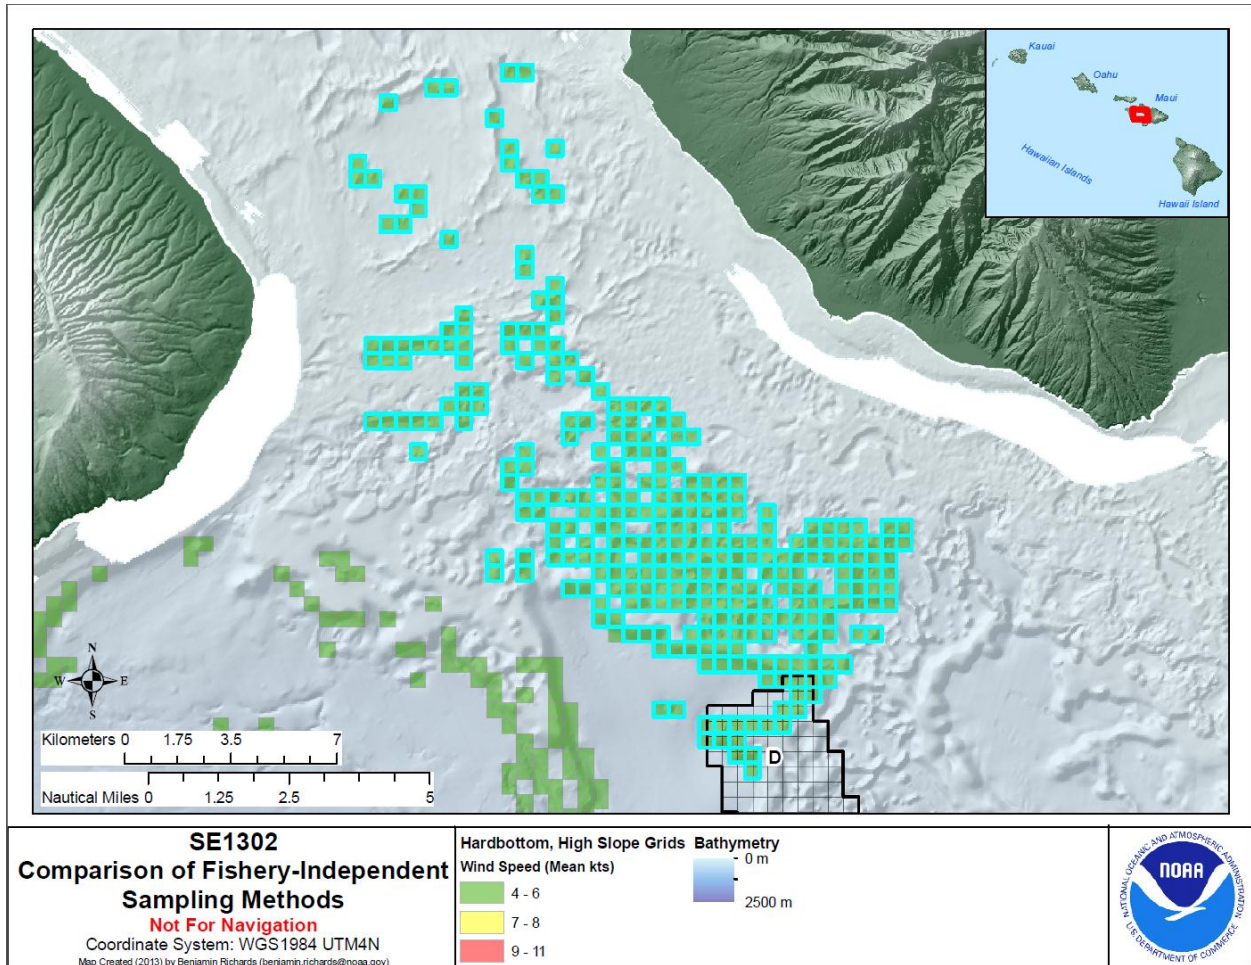 Kauai
Oahu
Maui
Hawaiian Islands
Hawaii Island
N
W E
S
D
Kilometers 0 1.75 3.5 7
Nautical Miles 0 1.25 2.5 5
SE1302
Comparison of Fishery-Independent
Sampling Methods
Not For Navigation
Coordinate System: WGS1984 UTM4N
Map Created (2013) by Benjamin Richards (benjamin.richards@noaa.gov)
Hardbottom, High Slope Grids
Wind Speed (Mean kts)
4 - 6
7 - 8
9 - 11
Bathymetry
0 m
2500 m
NATIONAL OCEANIC AND ATMOSPHERIC ADMINISTRATION
NOAA
U.S. DEPARTMENT OF COMMERCE